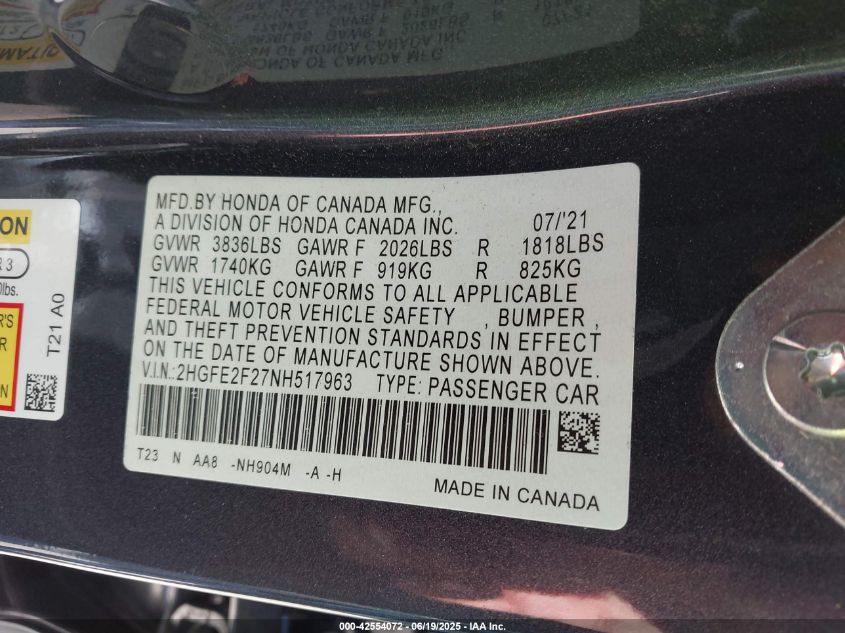 MFD.BY HONDA OF CANADA MFG.,
A DIVISION OF HONDA CANADA INC. 07/'21
GVWR 3836LBS GAWR F 2026LBS R 1818LBS
GVWR 1740KG GAWR F 919KG R 825KG
THIS VEHICLE CONFORMS TO ALL APPLICABLE
FEDERAL MOTOR VEHICLE SAFETY , BUMPER ,
AND THEFT PREVENTION STANDARDS IN EFFECT
ON THE DATE OF MANUFACTURE SHOWN ABOVE.
V.I.N.:2HGFE2F27NH517963 TYPE: PASSENGER CAR
T23 N AA8 -NH904M -A -H
MADE IN CANADA
T21 A0
000-42554072 - 06/19/2025 - IAA Inc.